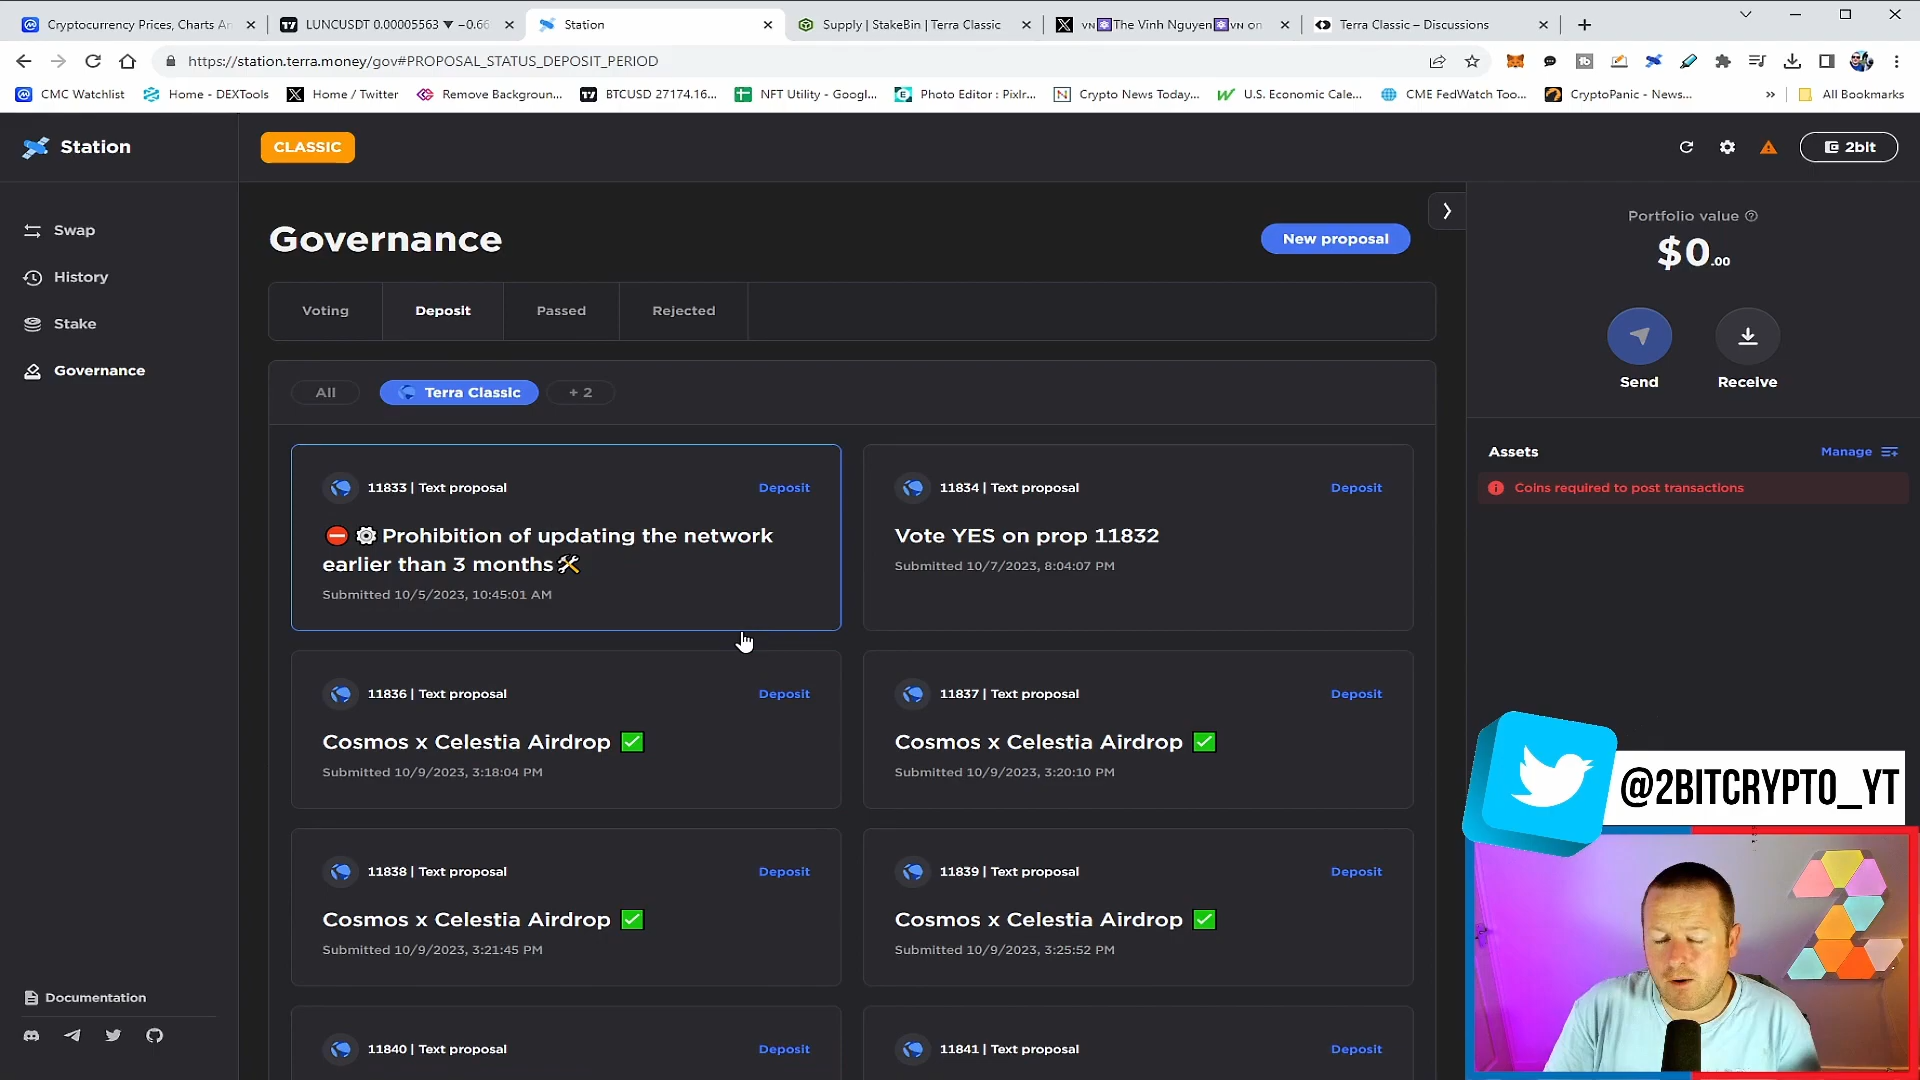 Cryptocurrency Prices, Charts An
LUNCUSDT 0.00005563 ▼ −0.66
Station
Supply | StakeBin | Terra Classic
VN The Vinh Nguyen VN on
Terra Classic – Discussions
https://station.terra.money/gov#PROPOSAL_STATUS_DEPOSIT_PERIOD
CMC Watchlist
Home - DEXTools
Home / Twitter
Remove Backgroun...
BTCUSD 27174.16...
NFT Utility - Googl...
Photo Editor : Pixlr...
Crypto News Today...
U.S. Economic Cale...
CME FedWatch Too...
CryptoPanic - News...
»
All Bookmarks
Station
CLASSIC
2bit
Swap
History
Stake
Governance
Documentation
Governance
New proposal
Voting
Deposit
Passed
Rejected
All
Terra Classic
+ 2
11833 | Text proposal
Deposit
⛔⚙️Prohibition of updating the network
earlier than 3 months🛠️
Submitted 10/5/2023, 10:45:01 AM
11834 | Text proposal
Deposit
Vote YES on prop 11832
Submitted 10/7/2023, 8:04:07 PM
11836 | Text proposal
Deposit
Cosmos x Celestia Airdrop ✅
Submitted 10/9/2023, 3:18:04 PM
11837 | Text proposal
Deposit
Cosmos x Celestia Airdrop ✅
Submitted 10/9/2023, 3:20:10 PM
11838 | Text proposal
Deposit
Cosmos x Celestia Airdrop ✅
Submitted 10/9/2023, 3:21:45 PM
11839 | Text proposal
Deposit
Cosmos x Celestia Airdrop ✅
Submitted 10/9/2023, 3:25:52 PM
11840 | Text proposal
Deposit
11841 | Text proposal
Deposit
Portfolio value
$0.00
Send
Receive
Assets
Manage
Coins required to post transactions
@2BITCRYPTO_YT